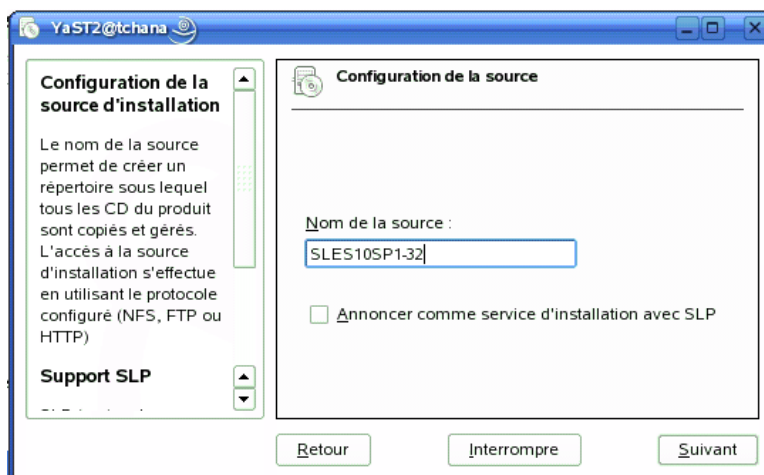 YaST2@tchana
Configuration de la
source d'installation
Le nom de la source
permet de créer un
répertoire sous lequel
tous les CD du produit
sont copiés et gérés.
L'accès à la source
d'installation s'effectue
en utilisant le protocole
configuré (NFS, FTP ou
HTTP)
Support SLP
Configuration de la source
Nom de la source :
SLES10SP1-32
Annoncer comme service d'installation avec SLP
Retour
Interrompre
Suivant